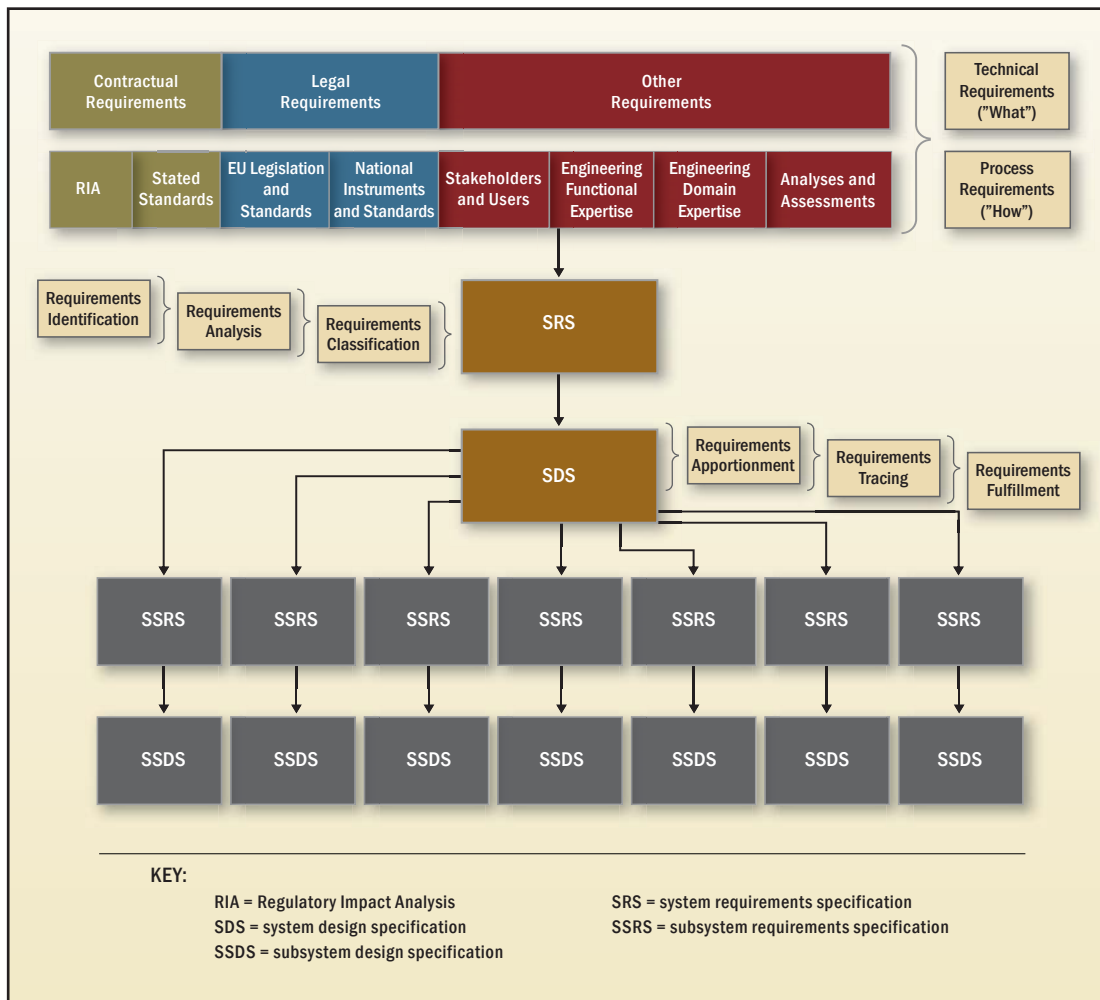 Contractual
Requirements
Legal
Requirements
Other
Requirements
Technical
Requirements
("What")
RIA
Stated
Standards
EU Legislation
and
Standards
National
Instruments
and Standards
Stakeholders
and Users
Engineering
Functional
Expertise
Engineering
Domain
Expertise
Analyses and
Assessments
Process
Requirements
("How")
Requirements
Identification
Requirements
Analysis
Requirements
Classification
SRS
SDS
Requirements
Apportionment
Requirements
Tracing
Requirements
Fulfillment
SSRS
SSRS
SSRS
SSRS
SSRS
SSRS
SSRS
SSDS
SSDS
SSDS
SSDS
SSDS
SSDS
SSDS
KEY:
RIA = Regulatory Impact Analysis
SDS = system design specification
SSDS = subsystem design specification
SRS = system requirements specification
SSRS = subsystem requirements specification